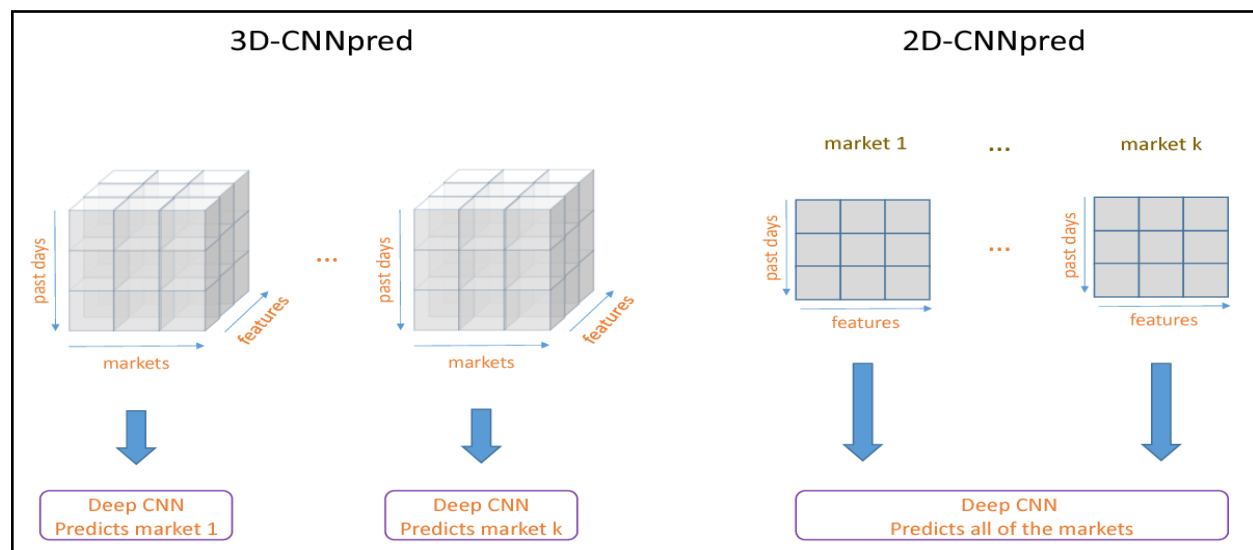 3D-CNNpred
past days
markets
features
...
past days
markets
features
Deep CNN
Predicts market 1
Deep CNN
Predicts market k
2D-CNNpred
market 1
...
market k
past days
features
...
past days
features
Deep CNN
Predicts all of the markets